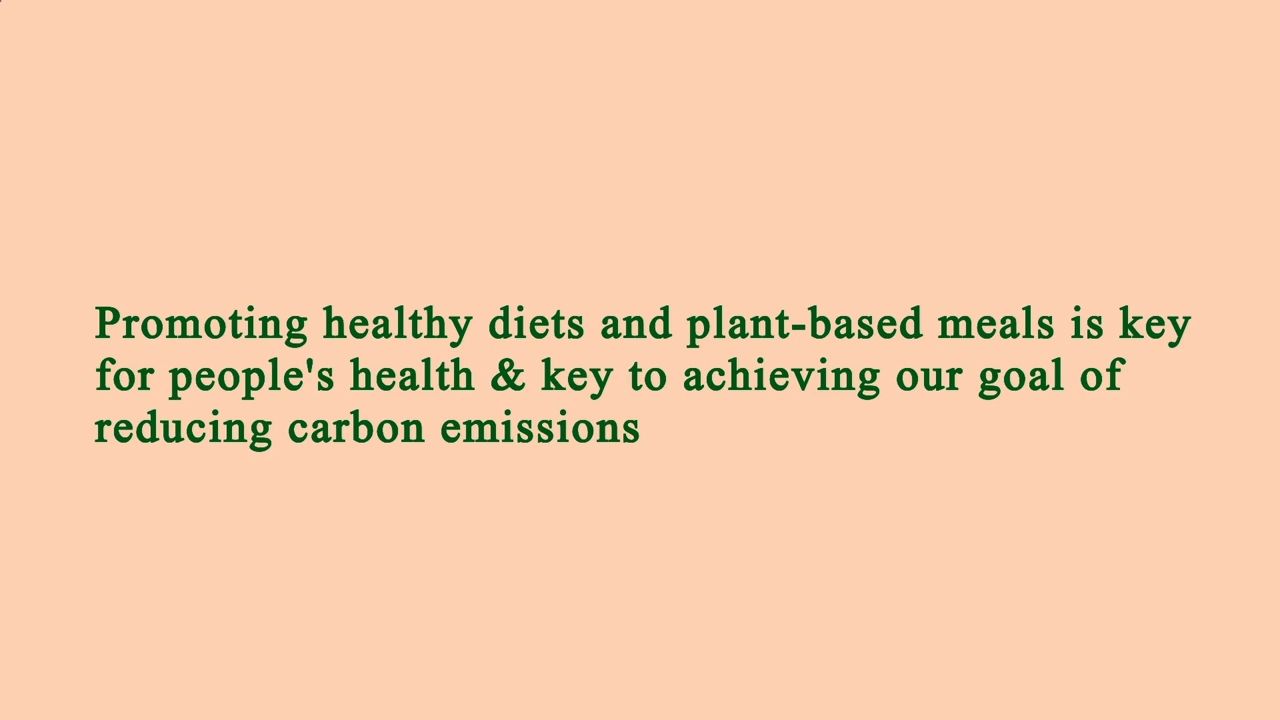 Promoting healthy diets and plant-based meals is key
for people's health & key to achieving our goal of
reducing carbon emissions